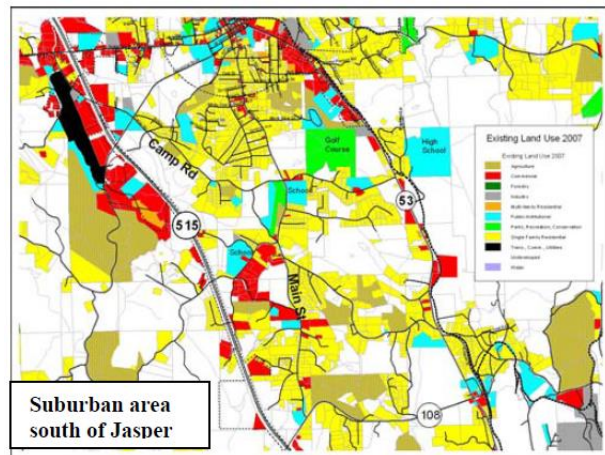 Camp Rd
Golf
Course
High
School
School
53
515
School
Main St
108
Existing Land Use 2007
Existing Land Use 2007
Agriculture
Commercial
Forestry
Industry
Multi-family Residential
Public-Institutional
Parks, Recreation, Conservation
Single Family Residential
Trans., Comm., Utilities
Undeveloped
Water
Suburban area
south of Jasper